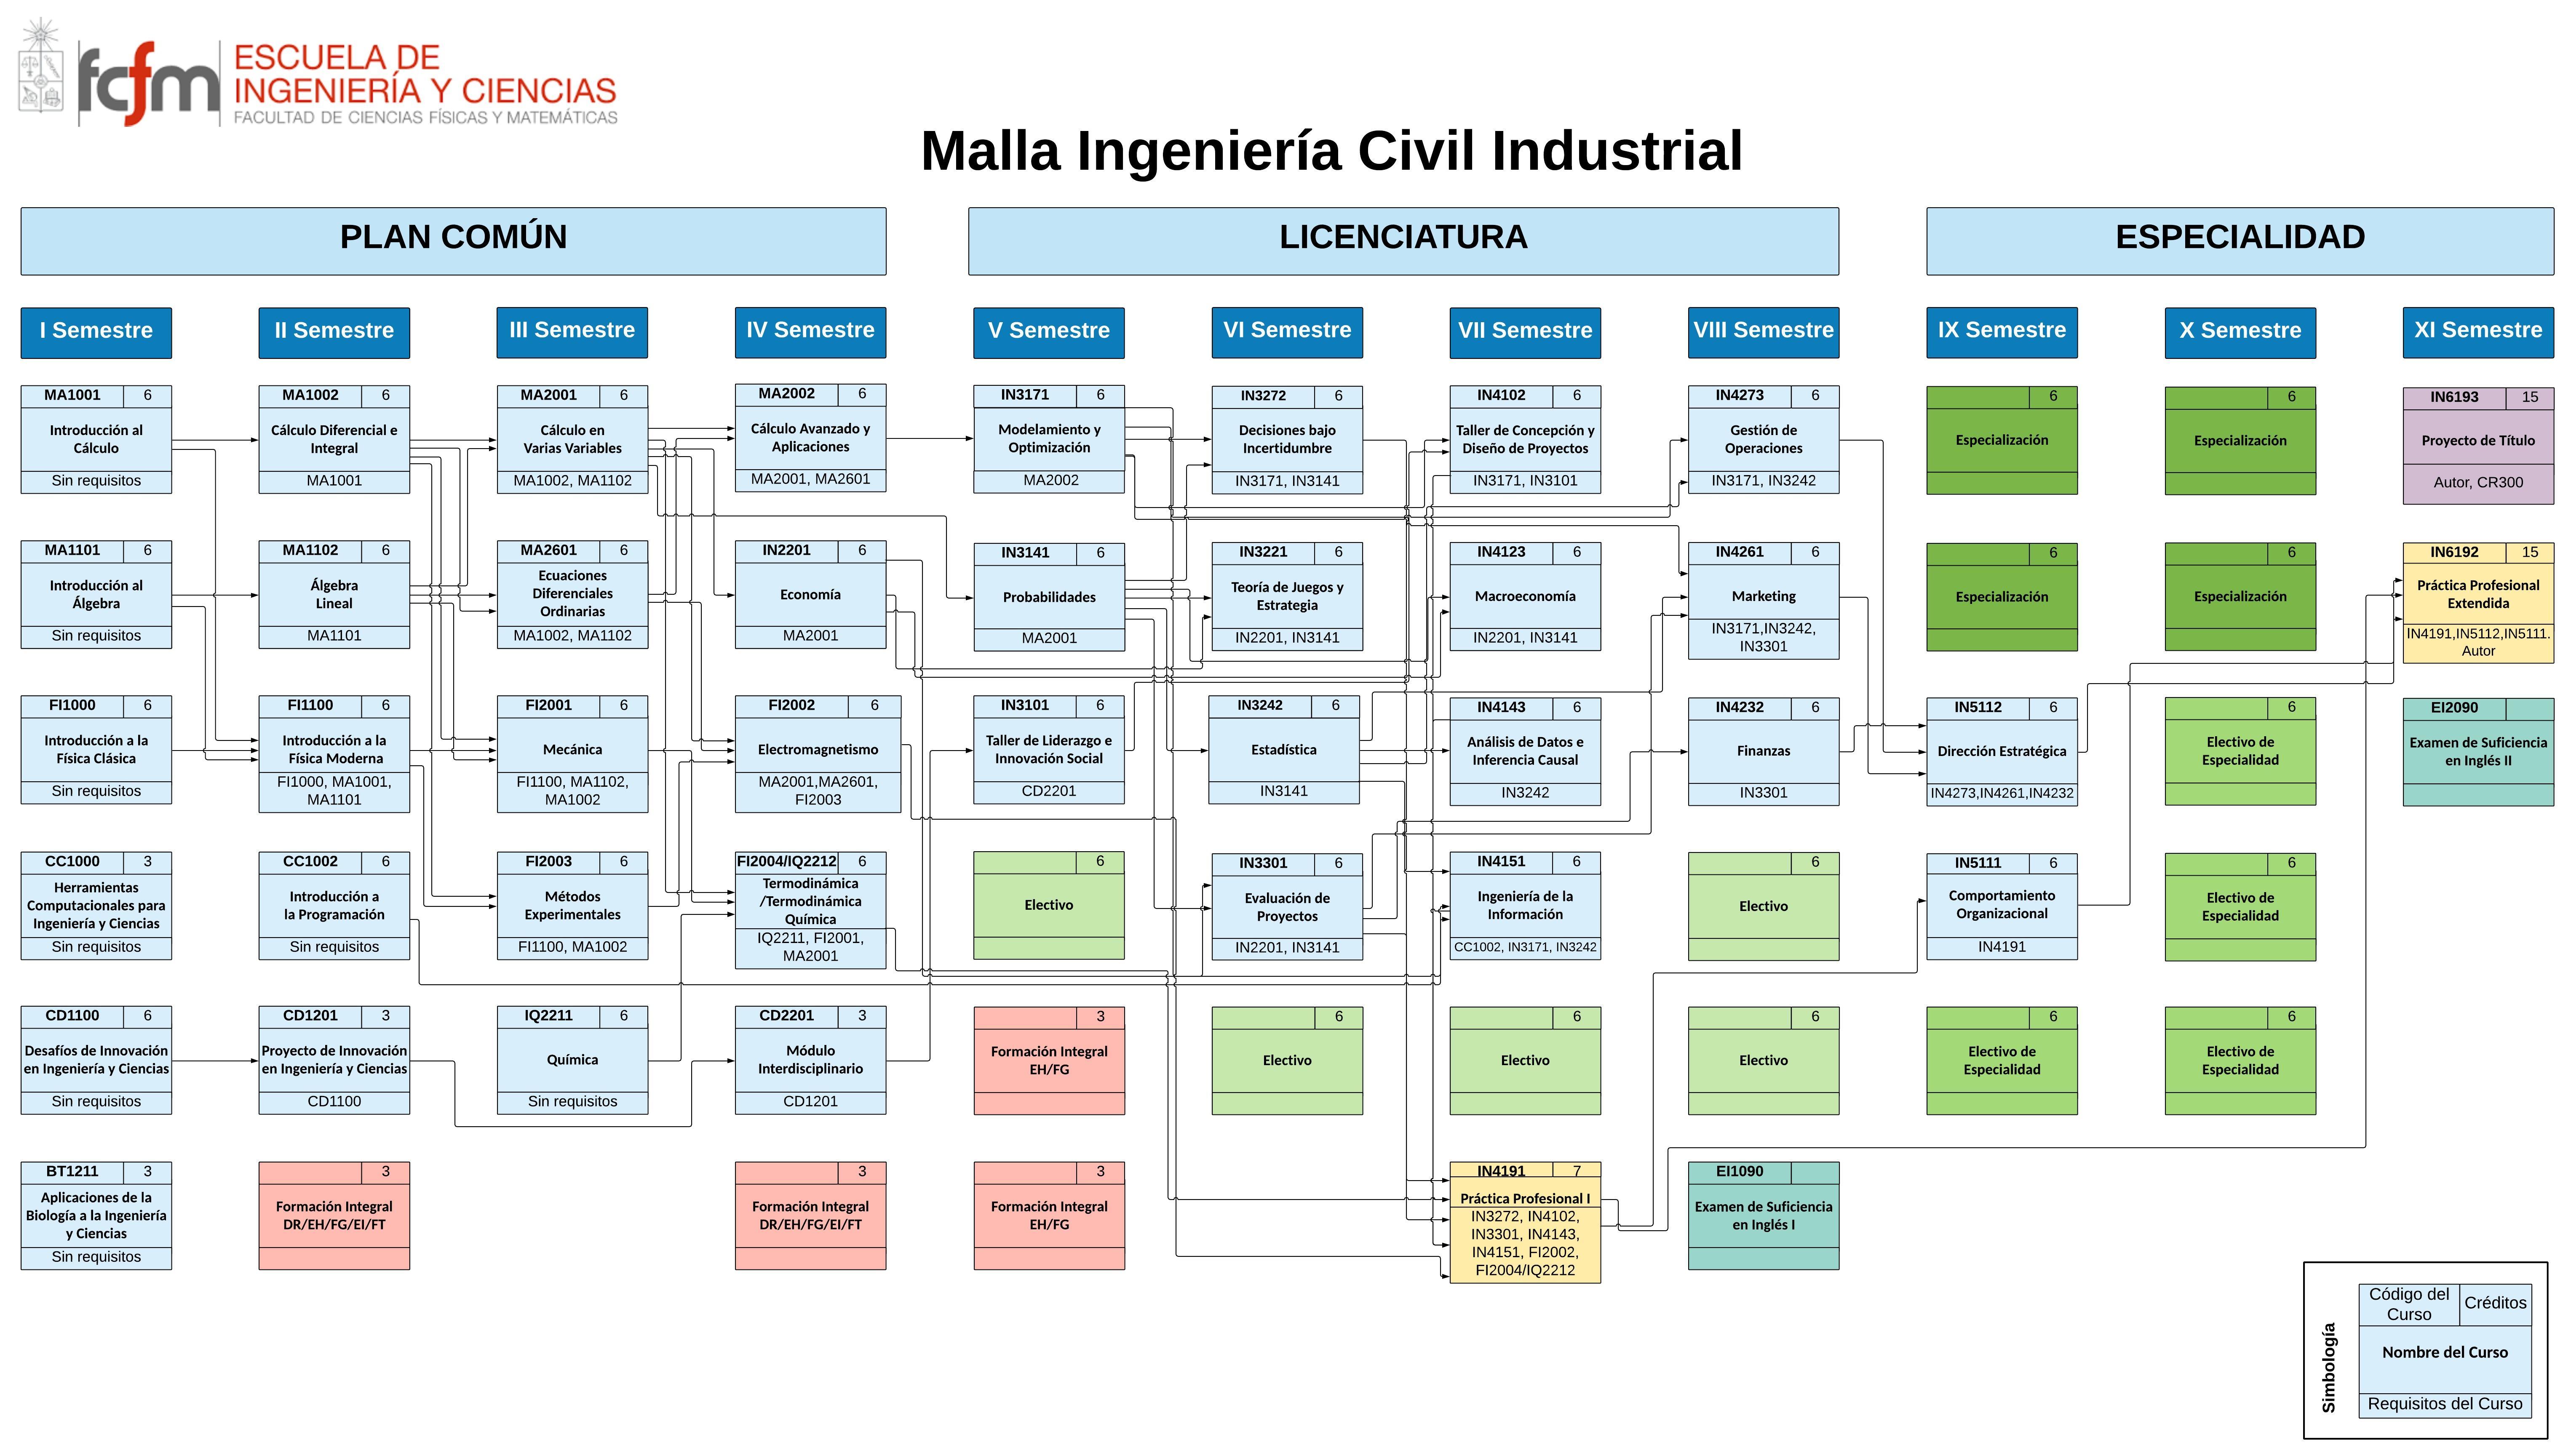 ESCUELA DE
INGENIERÍA Y CIENCIAS
FACULTAD DE CIENCIAS FÍSICAS Y MATEMÁTICAS
fcfm
Malla Ingeniería Civil Industrial
PLAN COMÚN
LICENCIATURA
ESPECIALIDAD
I Semestre
II Semestre
III Semestre
IV Semestre
V Semestre
VI Semestre
VII Semestre
VIII Semestre
IX Semestre
X Semestre
XI Semestre
MA1001 6
Introducción al
Cálculo
Sin requisitos
MA1002 6
Cálculo Diferencial e
Integral
MA1001
MA2001 6
Cálculo en
Varias Variables
MA1002, MA1102
MA2002 6
Cálculo Avanzado y
Aplicaciones
MA2001, MA2601
IN3171 6
Modelamiento y
Optimización
MA2002
IN3272 6
Decisiones bajo
Incertidumbre
IN3171, IN3141
IN4102 6
Taller de Concepción y
Diseño de Proyectos
IN3171, IN3101
IN4273 6
Gestión de
Operaciones
IN3171, IN3242
6
Especialización
6
Especialización
IN6193 15
Proyecto de Título
Autor, CR300
MA1101 6
Introducción al
Álgebra
Sin requisitos
MA1102 6
Álgebra
Lineal
MA1101
MA2601 6
Ecuaciones
Diferenciales
Ordinarias
MA1002, MA1102
IN2201 6
Economía
MA2001
IN3141 6
Probabilidades
MA2001
IN3221 6
Teoría de Juegos y
Estrategia
IN2201, IN3141
IN4123 6
Macroeconomía
IN2201, IN3141
IN4261 6
Marketing
IN3171,IN3242,
IN3301
6
Especialización
6
Especialización
IN6192 15
Práctica Profesional
Extendida
IN4191,IN5112,IN5111.
Autor
FI1000 6
Introducción a la
Física Clásica
Sin requisitos
FI1100 6
Introducción a la
Física Moderna
FI1000, MA1001,
MA1101
FI2001 6
Mecánica
FI1100, MA1102,
MA1002
FI2002 6
Electromagnetismo
MA2001,MA2601,
FI2003
IN3101 6
Taller de Liderazgo e
Innovación Social
CD2201
IN3242 6
Estadística
IN3141
IN4143 6
Análisis de Datos e
Inferencia Causal
IN3242
IN4232 6
Finanzas
IN3301
IN5112 6
Dirección Estratégica
IN4273,IN4261,IN4232
6
Electivo de
Especialidad
EI2090
Examen de Suficiencia
en Inglés II
CC1000 3
Herramientas
Computacionales para
Ingeniería y Ciencias
Sin requisitos
CC1002 6
Introducción a
la Programación
Sin requisitos
FI2003 6
Métodos
Experimentales
FI1100, MA1002
FI2004/IQ2212 6
Termodinámica
/Termodinámica
Química
IQ2211, FI2001,
MA2001
6
Electivo
IN3301 6
Evaluación de
Proyectos
IN2201, IN3141
IN4151 6
Ingeniería de la
Información
CC1002, IN3171, IN3242
6
Electivo
IN5111 6
Comportamiento
Organizacional
IN4191
6
Electivo de
Especialidad
CD1100 6
Desafíos de Innovación
en Ingeniería y Ciencias
Sin requisitos
CD1201 3
Proyecto de Innovación
en Ingeniería y Ciencias
CD1100
IQ2211 6
Química
Sin requisitos
CD2201 3
Módulo
Interdisciplinario
CD1201
3
Formación Integral
EH/FG
6
Electivo
6
Electivo
6
Electivo
6
Electivo de
Especialidad
6
Electivo de
Especialidad
BT1211 3
Aplicaciones de la
Biología a la Ingeniería
y Ciencias
Sin requisitos
3
Formación Integral
DR/EH/FG/EI/FT
3
Formación Integral
DR/EH/FG/EI/FT
3
Formación Integral
EH/FG
IN4191 7
Práctica Profesional I
IN3272, IN4102,
IN3301, IN4143,
IN4151, FI2002,
FI2004/IQ2212
EI1090
Examen de Suficiencia
en Inglés I
Simbología
Código del
Curso
Créditos
Nombre del Curso
Requisitos del Curso